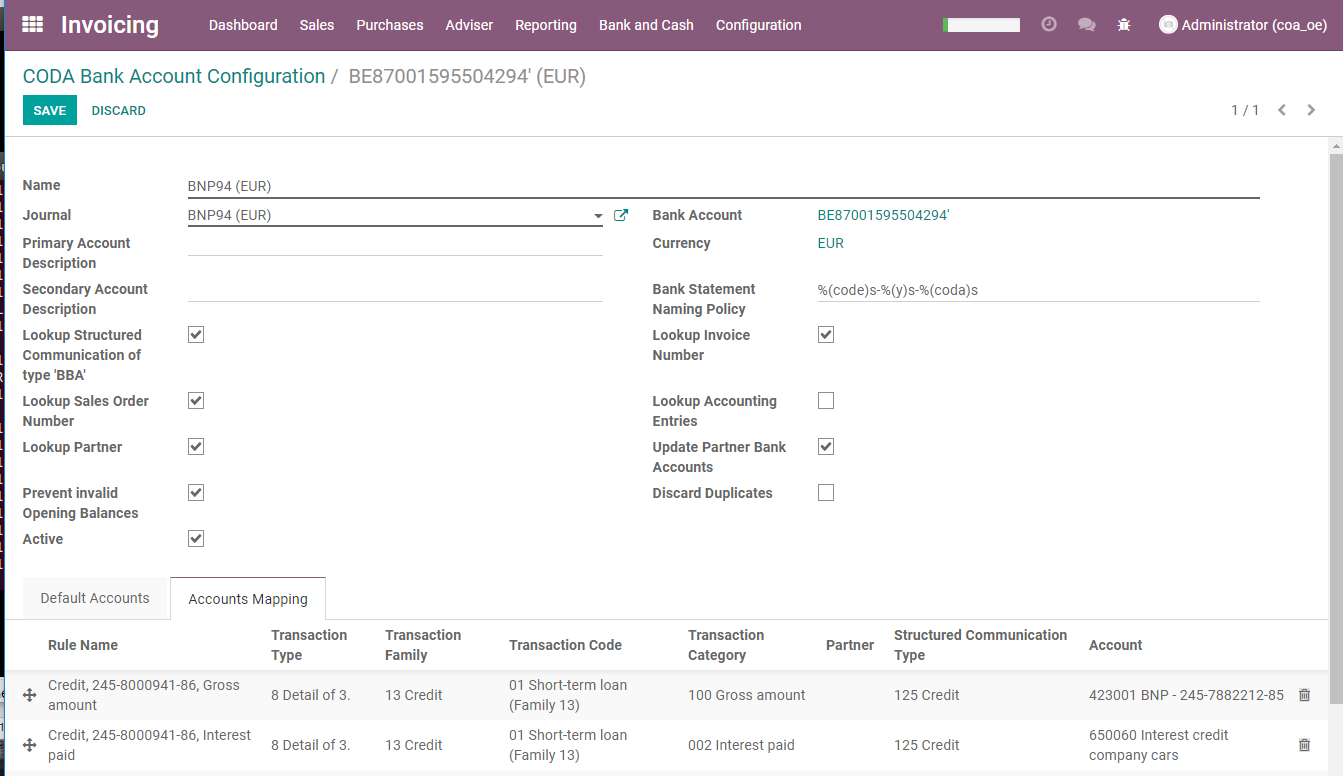 Invoicing Dashboard Sales Purchases Adviser Reporting Bank and Cash Configuration Administrator (coa_oe)
CODA Bank Account Configuration / BE87001595504294' (EUR)
SAVE DISCARD 1 / 1
Name BNP94 (EUR)
Journal BNP94 (EUR) Bank Account BE87001595504294'
Primary Account Currency EUR
Description
Secondary Account Bank Statement %(code)s-%(y)s-%(coda)s
Description Naming Policy
Lookup Structured Lookup Invoice
Communication of Number
type 'BBA'
Lookup Sales Order Lookup Accounting
Number Entries
Lookup Partner Update Partner Bank
Accounts
Prevent invalid Discard Duplicates
Opening Balances
Active
Default Accounts Accounts Mapping
Rule Name Transaction Type Transaction Family Transaction Code Transaction Category Partner Structured Communication Type Account
Credit, 245-8000941-86, Gross amount 8 Detail of 3. 13 Credit 01 Short-term loan (Family 13) 100 Gross amount 125 Credit 423001 BNP - 245-7882212-85
Credit, 245-8000941-86, Interest paid 8 Detail of 3. 13 Credit 01 Short-term loan (Family 13) 002 Interest paid 125 Credit 650060 Interest credit company cars